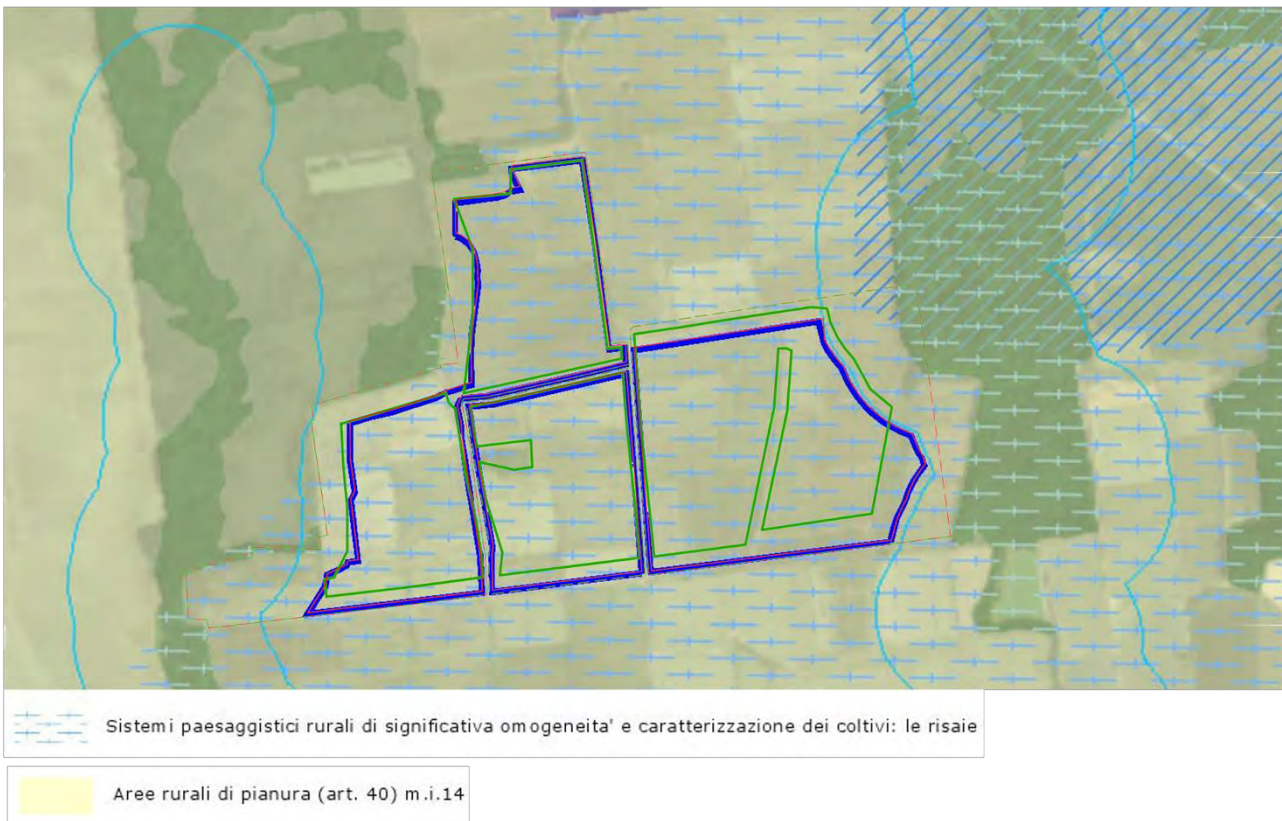 Sistemi paesaggistici rurali di significativa omogeneita' e caratterizzazione dei coltivi: le risaie
Aree rurali di pianura (art. 40) m.i.14